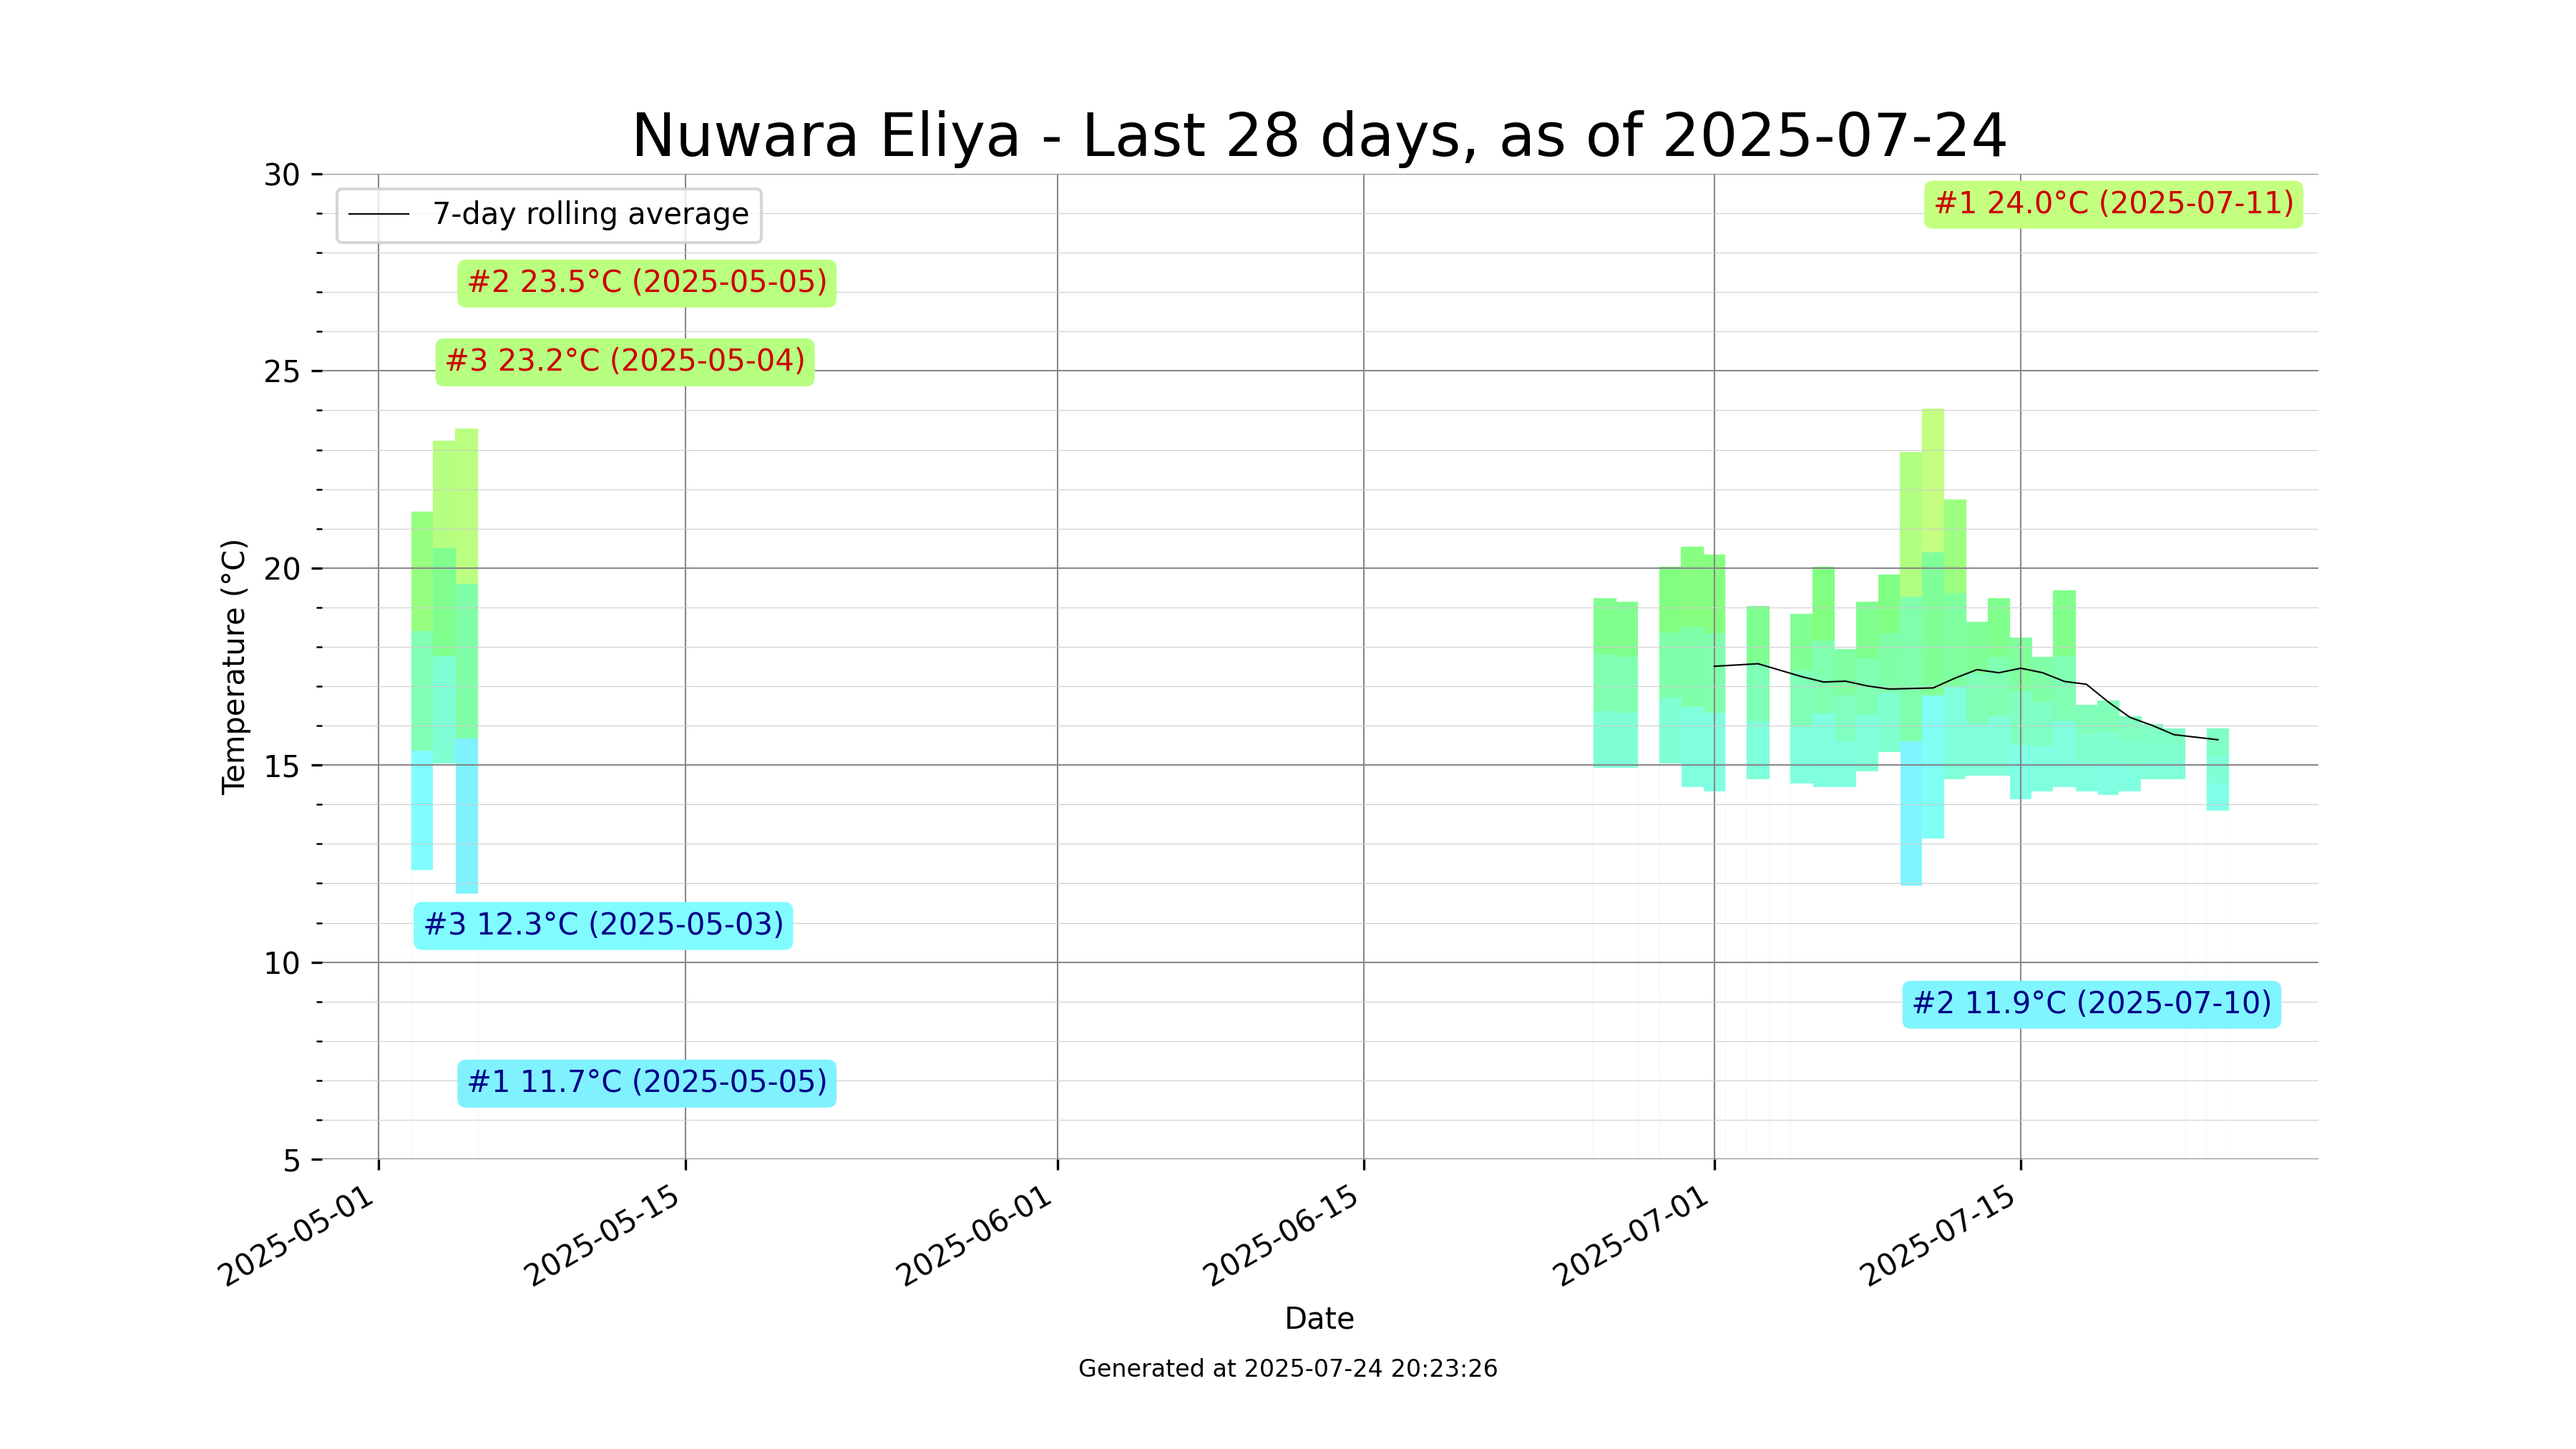 Nuwara Eliya - Last 28 days, as of 2025-07-24
30
7-day rolling average
#1 24.0°C (2025-07-11)
#2 23.5°C (2025-05-05)
#3 23.2°C (2025-05-04)
25
20
Temperature (°C)
15
#3 12.3°C (2025-05-03)
10
#2 11.9°C (2025-07-10)
#1 11.7°C (2025-05-05)
5
2025-05-01
2025-05-15
2025-06-01
2025-06-15
2025-07-01
2025-07-15
Date
Generated at 2025-07-24 20:23:26